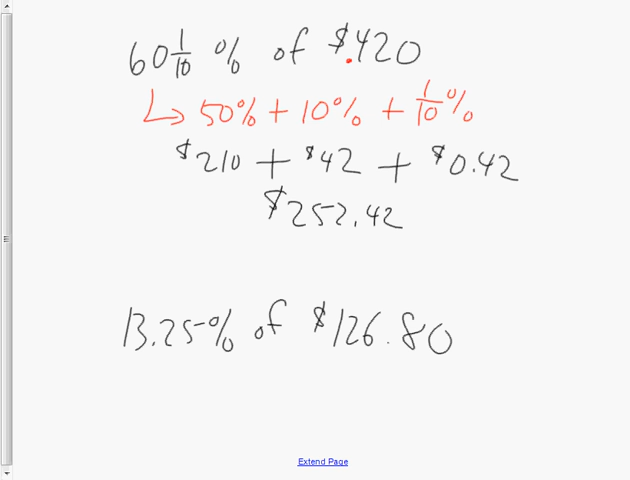 60 1/10 % of $420
↳ 50% + 10% + 1/10 %
$210 + $42 + $0.42
$252.42
13.25% of $126.80
Extend Page